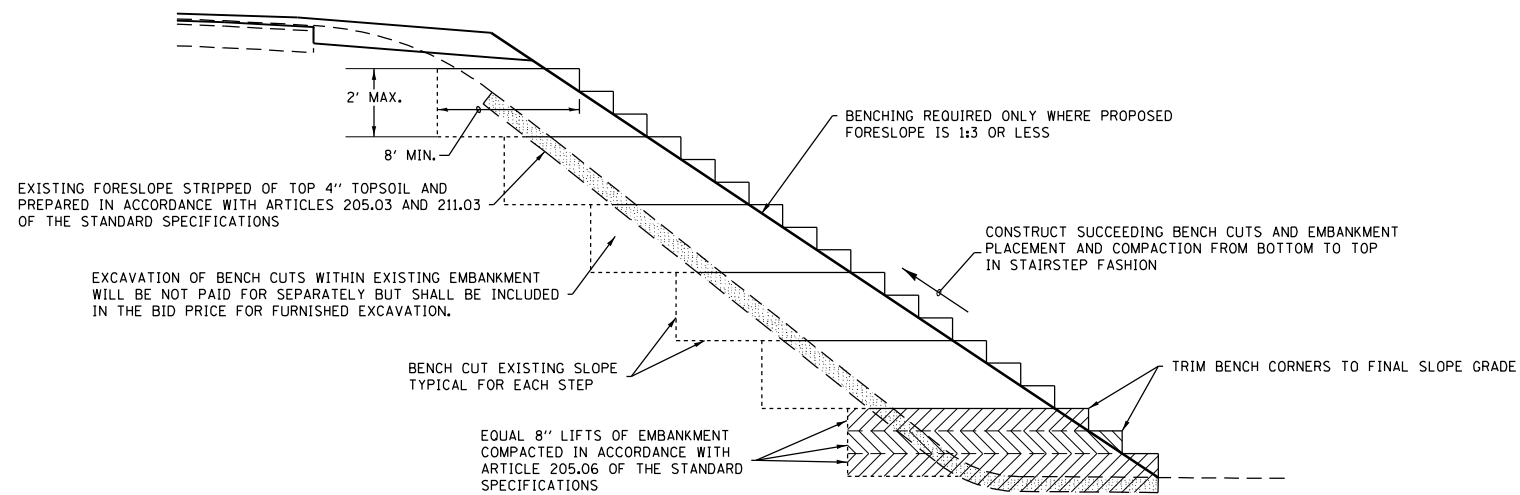 2' MAX.
8' MIN.
BENCHING REQUIRED ONLY WHERE PROPOSED
FORESLOPE IS 1:3 OR LESS
EXISTING FORESLOPE STRIPPED OF TOP 4'' TOPSOIL AND
PREPARED IN ACCORDANCE WITH ARTICLES 205.03 AND 211.03
OF THE STANDARD SPECIFICATIONS
CONSTRUCT SUCCEEDING BENCH CUTS AND EMBANKMENT
PLACEMENT AND COMPACTION FROM BOTTOM TO TOP
IN STAIRSTEP FASHION
EXCAVATION OF BENCH CUTS WITHIN EXISTING EMBANKMENT
WILL BE NOT PAID FOR SEPARATELY BUT SHALL BE INCLUDED
IN THE BID PRICE FOR FURNISHED EXCAVATION.
BENCH CUT EXISTING SLOPE
TYPICAL FOR EACH STEP
TRIM BENCH CORNERS TO FINAL SLOPE GRADE
EQUAL 8'' LIFTS OF EMBANKMENT
COMPACTED IN ACCORDANCE WITH
ARTICLE 205.06 OF THE STANDARD
SPECIFICATIONS